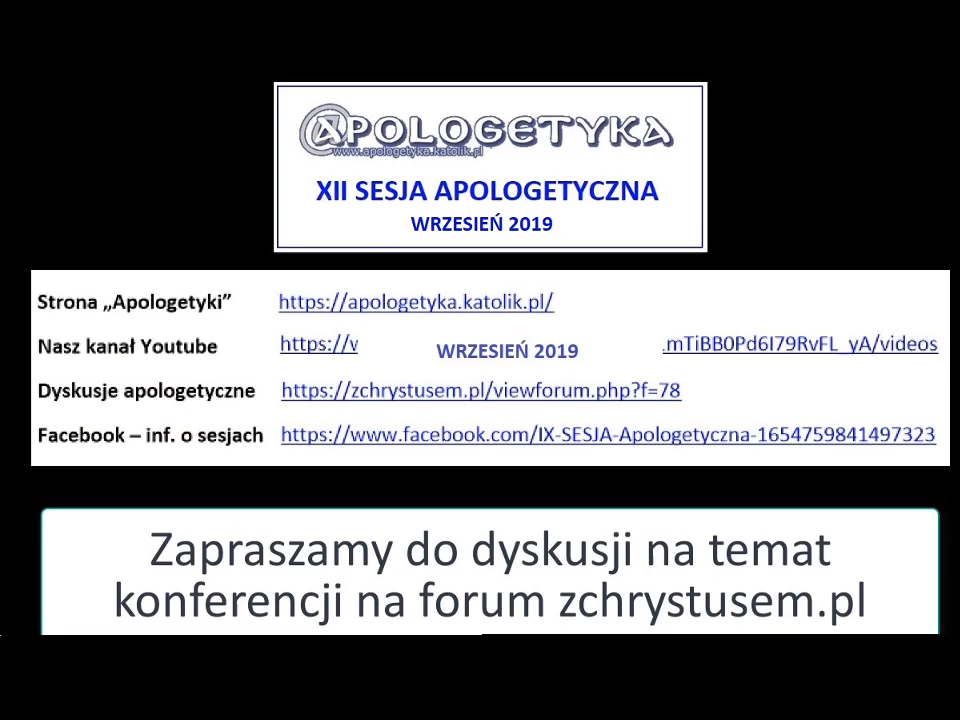 @POLOGETYKA
www.apologetyka.katolik.pl
XII SESJA APOLOGETYCZNA
WRZESIEŃ 2019
Strona „Apologetyki” https://apologetyka.katolik.pl/
Nasz kanał Youtube https://w WRZESIEŃ 2019 .mTiBB0Pd6I79RvFL_yA/videos
Dyskusje apologetyczne https://zchrystusem.pl/viewforum.php?f=78
Facebook – inf. o sesjach https://www.facebook.com/IX-SESJA-Apologetyczna-1654759841497323
Zapraszamy do dyskusji na temat
konferencji na forum zchrystusem.pl